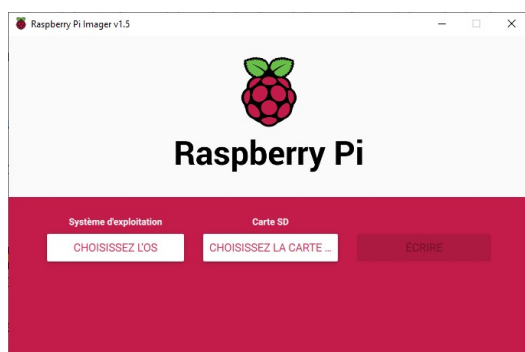 Raspberry Pi Imager v1.5
Raspberry Pi
Système d'exploitation
Carte SD
CHOISISSEZ L'OS
CHOISISSEZ LA CARTE ...
ÉCRIRE